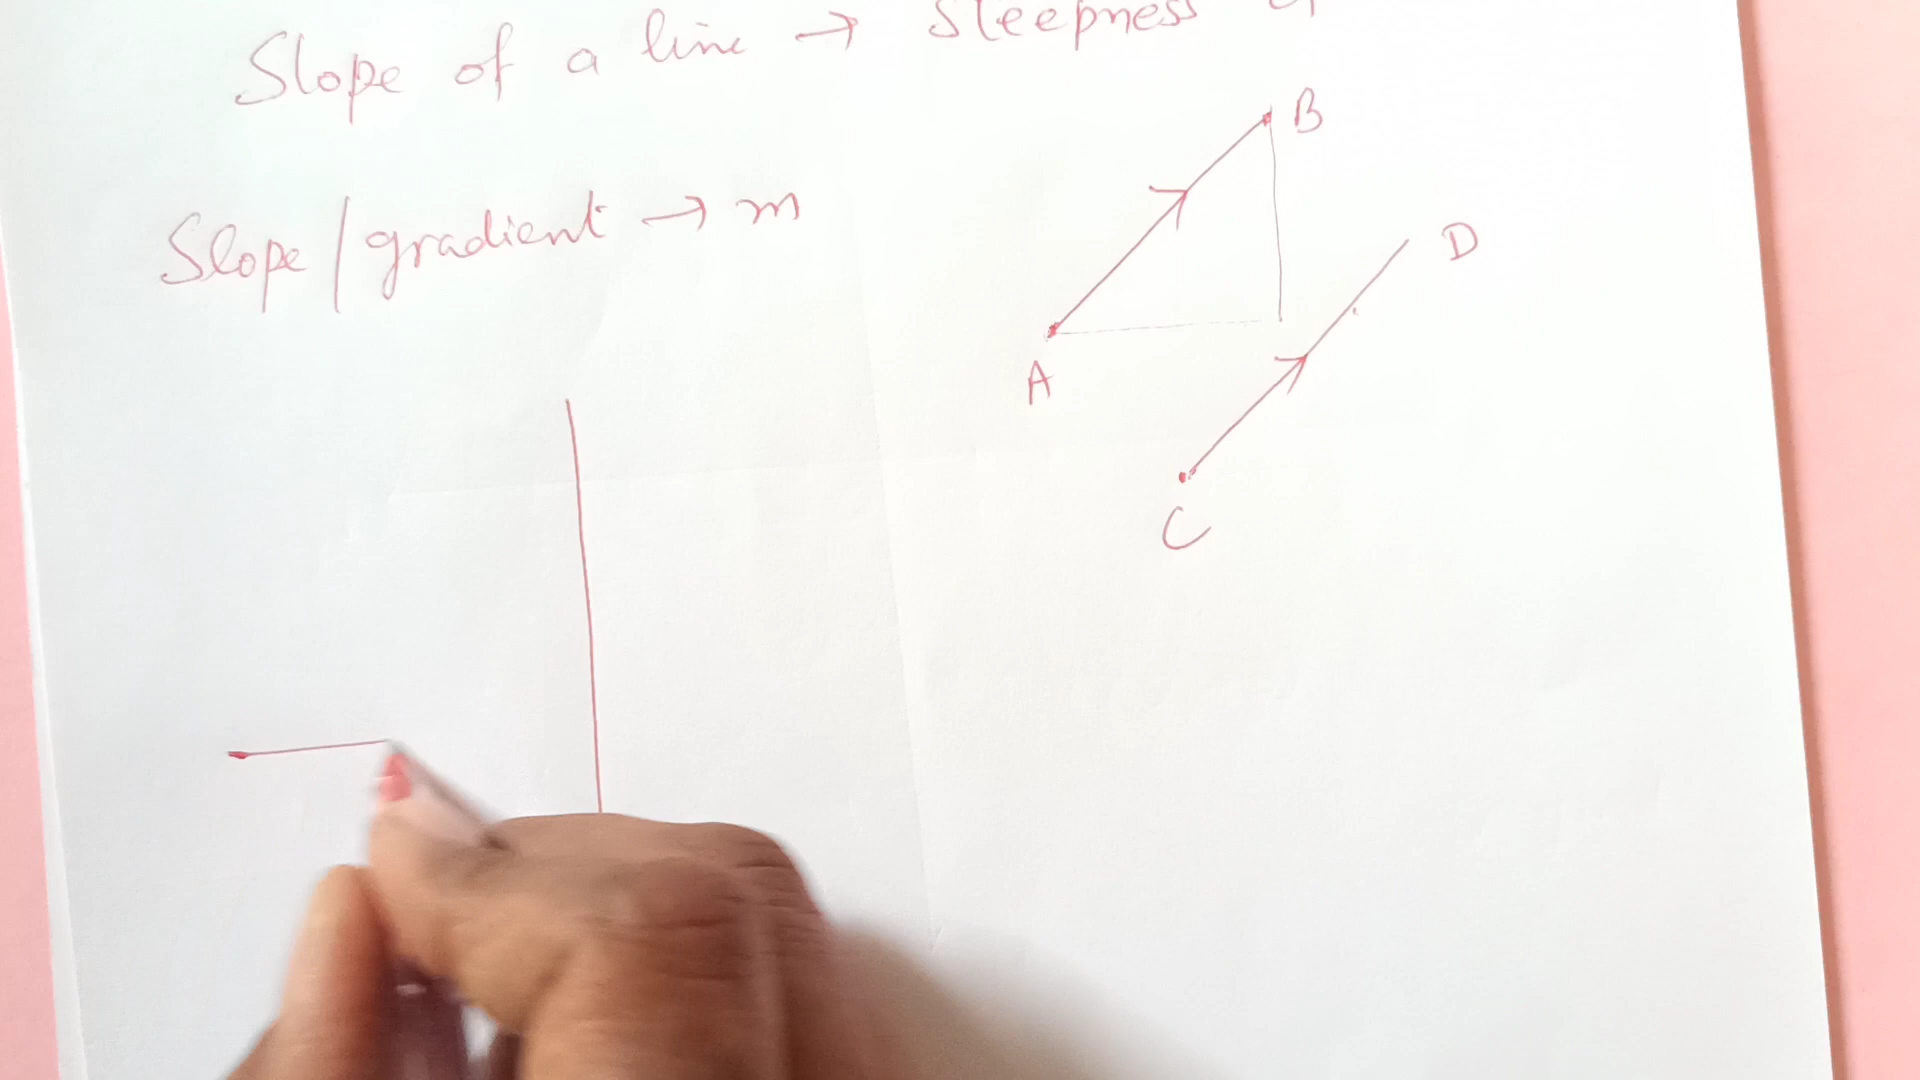 Slope of a line → Steepness
Slope/gradient → m
B
D
A
C